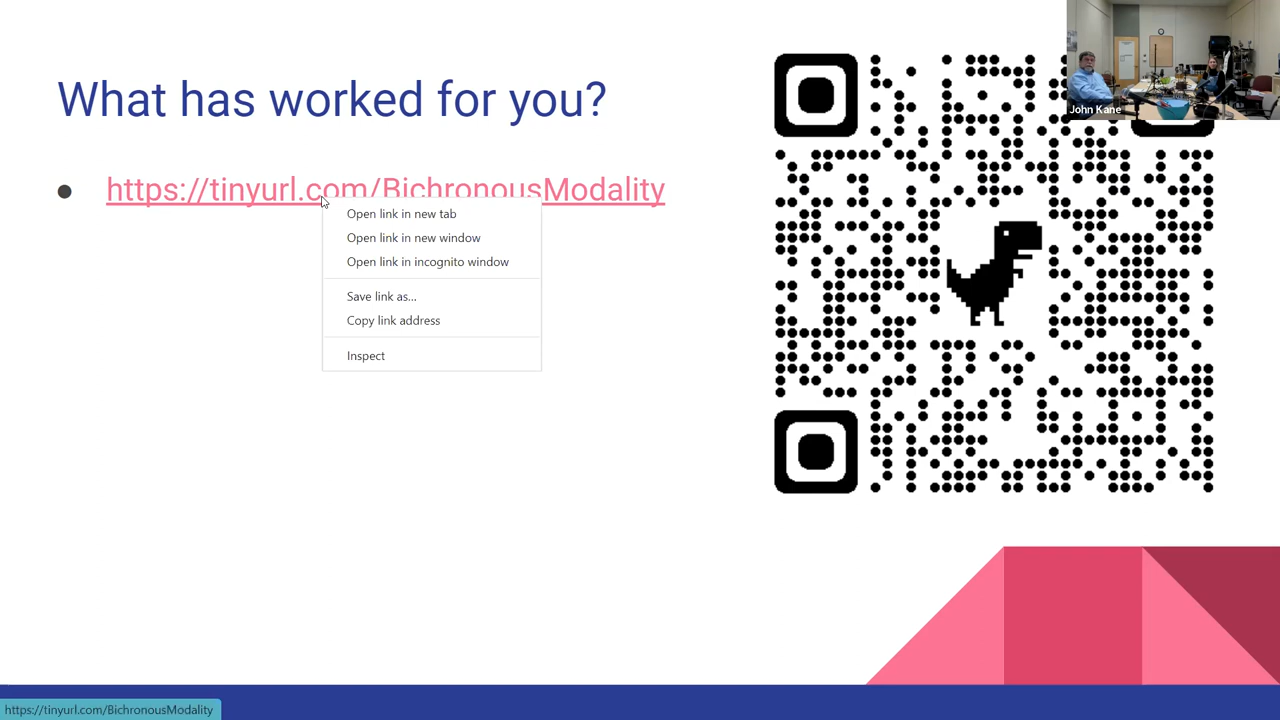 What has worked for you?
● https://tinyurl.com/BichronousModality
Open link in new tab
Open link in new window
Open link in incognito window
Save link as...
Copy link address
Inspect
John Kane
https://tinyurl.com/BichronousModality